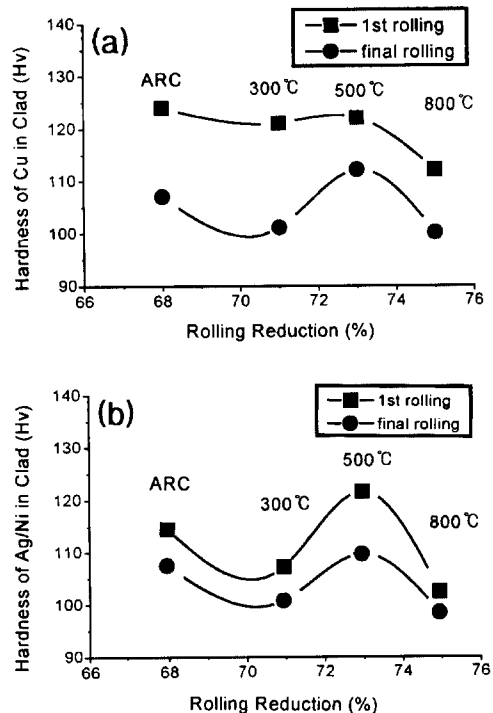 (a)
1st rolling
final rolling
ARC
300℃
500℃
800℃
Hardness of Cu in Clad (Hv)
140
130
120
110
100
90
66
68
70
72
74
76
Rolling Reduction (%)
(b)
1st rolling
final rolling
ARC
300℃
500℃
800℃
Hardness of Ag/Ni in Clad (Hv)
140
130
120
110
100
90
66
68
70
72
74
76
Rolling Reduction (%)